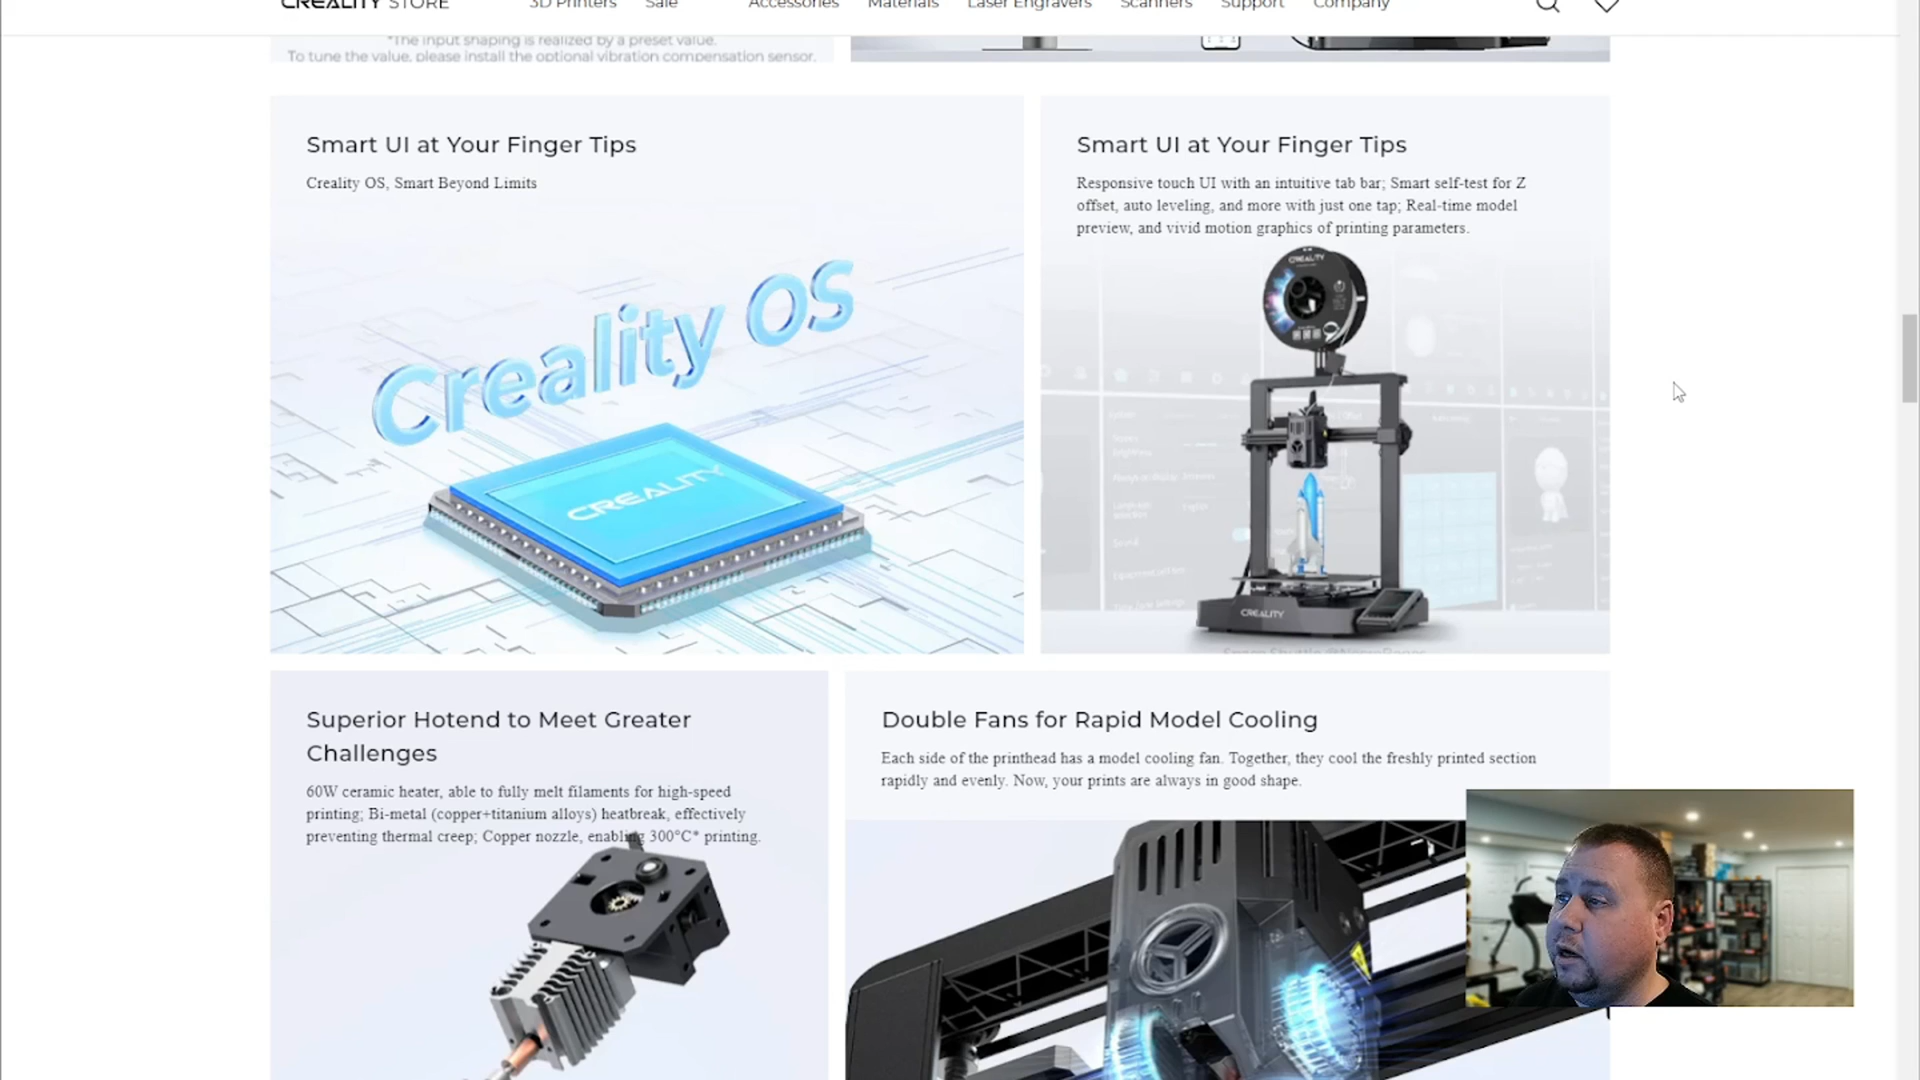 CREALITY STORE
3D Printers
Sale
Accessories
Materials
Laser Engravers
Scanners
Support
Company
*The input shaping is realized by a preset value.
To tune the value, please install the optional vibration compensation sensor.
Smart UI at Your Finger Tips
Creality OS, Smart Beyond Limits
Creality OS
CREALITY
Smart UI at Your Finger Tips
Responsive touch UI with an intuitive tab bar; Smart self-test for Z
offset, auto leveling, and more with just one tap; Real-time model
preview, and vivid motion graphics of printing parameters.
CREALITY
CREALITY
Superior Hotend to Meet Greater
Challenges
60W ceramic heater, able to fully melt filaments for high-speed
printing; Bi-metal (copper+titanium alloys) heatbreak, effectively
preventing thermal creep; Copper nozzle, enabling 300°C* printing.
Double Fans for Rapid Model Cooling
Each side of the printhead has a model cooling fan. Together, they cool the freshly printed section
rapidly and evenly. Now, your prints are always in good shape.